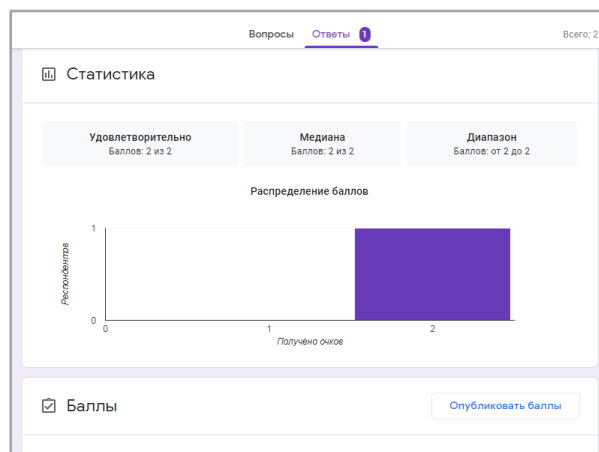 Вопросы Ответы 1 Всего: 2
Статистика
Удовлетворительно Медиана Диапазон
Баллов: 2 из 2 Баллов: 2 из 2 Баллов: от 2 до 2
Распределение баллов
1
Респондентов
0
0 1 2
Получено очков
Баллы Опубликовать баллы